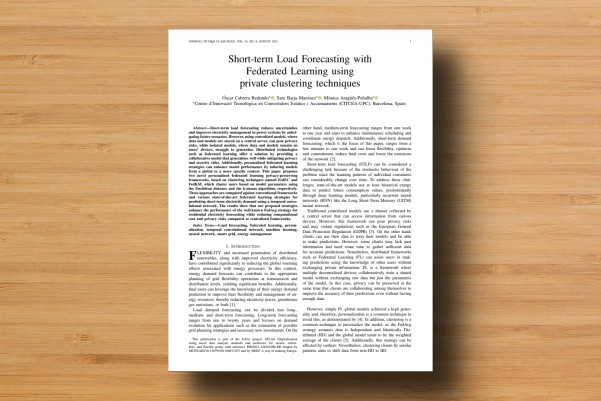 JOURNAL OF LATEX CLASS FILES, VOL. 14, NO. 8, AUGUST 2021
1
Short-term Load Forecasting with
Federated Learning using
private clustering techniques
Óscar Cabrera Redondo, Sara Barja-Martinez, Mònica Aragüés-Peñalba
Centre d'Innovació Tecnològica en Convertidors Estàtics i Accionaments (CITCEA-UPC), Barcelona, Spain
Abstract—Short-term load forecasting reduces uncertainties
and improves electricity management in power systems by antici-
pating future scenarios. However, using centralized models, where
data and models are stored on a central server, can pose privacy
risks, while isolated models, where data and models remain on
users' devices, struggle to generalize. Distributed technologies
such as federated learning offer a solution by providing a
collaborative model that generalizes well while mitigating privacy
and security risks. Additionally, personalized federated learning
strategies can enhance model performance by tailoring models
from a global to a more specific context. This paper proposes
two novel personalized federated learning privacy-preserving
frameworks, based on clustering techniques named FedEC and
FedKM, which cluster users based on model parameters using
the Euclidean distance and the k-means algorithm, respectively.
These approaches are compared against conventional frameworks
and various state-of-the-art federated learning strategies for
predicting short-term electricity demand using a temporal conv-
olutional network. The results show that our proposed strategies
enhance the performance of the well-known FedAvg strategy for
residential electricity forecasting while reducing computational
cost and privacy risks compared to centralized frameworks.
Index Terms—Load forecasting, federated learning, person-
alization, temporal convolutional network, machine learning,
neural network, smart grid, energy management
I. INTRODUCTION
FLEXIBILITY and increased penetration of distributed
renewables, along with improved electricity efficiency,
have contributed significantly to reducing the global warming
effects associated with energy processes. In this context,
energy demand forecasts can contribute to the appropriate
planning of grid flexibility operations at transmission and
distribution levels, yielding significant benefits. Additionally,
final users can leverage the knowledge of their energy demand
prediction to improve their flexibility and management of en-
ergy resources, thereby reducing electricity prices, greenhouse
gas emissions, or both [1].
Load demand forecasting can be divided into long-,
medium- and short-term forecasting. Long-term forecasting
ranges from one to twenty years and focuses on demand
evolution for applications such as the estimation of possible
grid planning strategies and necessary new investments. On the
other hand, medium-term forecasting ranges from one week
to one year and aims to enhance maintenance scheduling and
coordinate energy dispatch. Additionally, short-term demand
forecasting, which is the focus of this paper, ranges from a
few minutes to one week and can boost flexibility, optimize
unit commitment, reduce final costs and lower the emissions
of the network [2].
Short-term load forecasting (STLF) can be considered a
challenging task because of the stochastic behaviour of the
problem since the learning patterns of individual consumers
can considerably change over time. To address these chal-
lenges, state-of-the-art models use at least historical energy
data to predict future consumption values, predominantly
through deep learning models, particularly recurrent neural
networks (RNN) like the Long Short-Term Memory (LSTM)
neural network.
Traditional centralized models use a dataset collected by
a central server that can access information from various
devices. However, this framework can pose privacy risks
and may violate regulations such as the European General
Data Protection Regulation (GDPR) [3]. On the other hand,
clients can use their data to train their models and be able
to make predictions. However, some clients may lack past
information and need some time to gather sufficient data
for accurate predictions. Nonetheless, distributed frameworks
such as Federated Learning (FL) can assist users in mak-
ing predictions using the knowledge of other users without
exchanging private information. FL is a framework where
multiple decentralized devices collaboratively train a shared
model without exchanging raw data but just the parameters
of the model. In this case, privacy can be preserved at the
same time that clients are collaborating among themselves to
improve the accuracy of their predictions even without having
enough data.
However, simple FL global models achieved a high gener-
ality and, therefore, personalization is a common technique to
avoid this, as demonstrated by [4]. In addition, clustering is a
common technique to personalize the model, as the FedAvg
strategy assumes data is Independent and Identically Dis-
tributed (IID) and the global model tends to be the weighted
average of the clients [5]. Additionally, this strategy can be
affected by outliers. Nonetheless, clustering clients by similar
patterns aims to shift data from non-IID to IID.